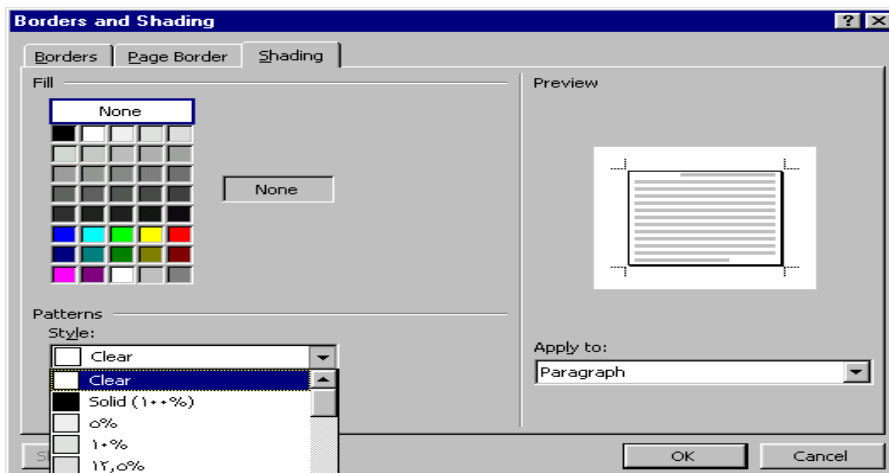 Borders and Shading
Borders Page Border Shading
Fill
None
None
Preview
Patterns
Style:
Clear
Clear
Solid (١٠٠%)
٥%
١٠%
١٢,٥%
Apply to:
Paragraph
OK Cancel